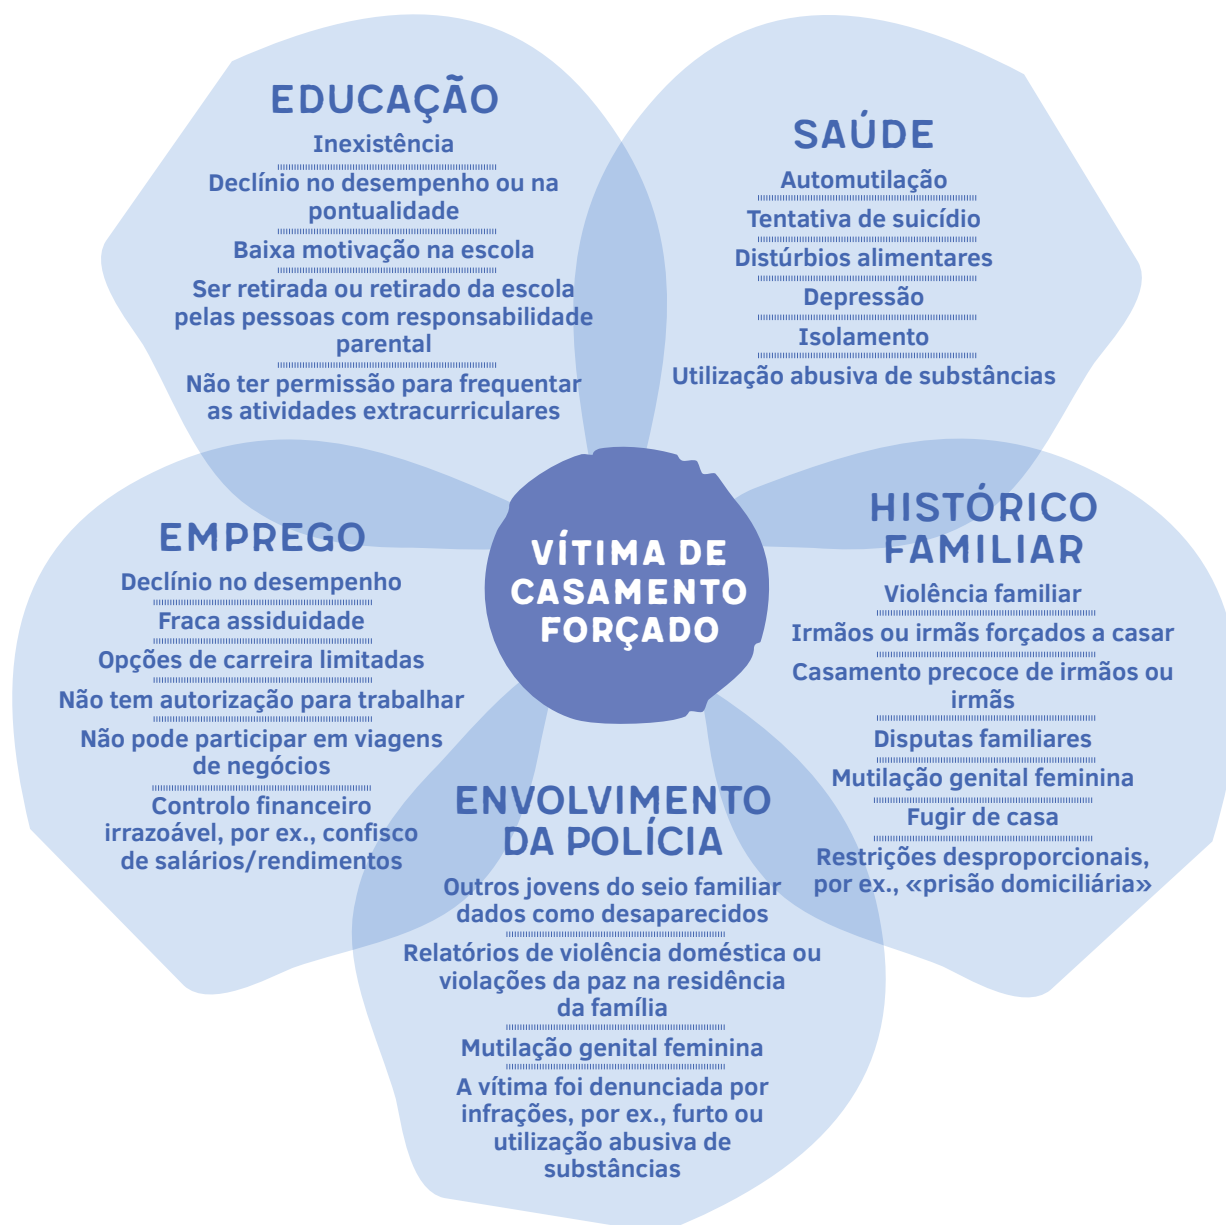 EDUCAÇÃO
Inexistência
Declínio no desempenho ou na
pontualidade
Baixa motivação na escola
Ser retirada ou retirado da escola
pelas pessoas com responsabilidade
parental
Não ter permissão para frequentar
as atividades extracurriculares
SAÚDE
Automutilação
Tentativa de suicídio
Distúrbios alimentares
Depressão
Isolamento
Utilização abusiva de substâncias
VÍTIMA DE
CASAMENTO
FORÇADO
EMPREGO
Declínio no desempenho
Fraca assiduidade
Opções de carreira limitadas
Não tem autorização para trabalhar
Não pode participar em viagens
de negócios
Controlo financeiro
irrazoável, por ex., confisco
de salários/rendimentos
HISTÓRICO
FAMILIAR
Violência familiar
Irmãos ou irmãs forçados a casar
Casamento precoce de irmãos ou
irmãs
Disputas familiares
Mutilação genital feminina
Fugir de casa
Restrições desproporcionais,
por ex., «prisão domiciliária»
ENVOLVIMENTO
DA POLÍCIA
Outros jovens do seio familiar
dados como desaparecidos
Relatórios de violência doméstica ou
violações da paz na residência
da família
Mutilação genital feminina
A vítima foi denunciada por
infrações, por ex., furto ou
utilização abusiva de
substâncias